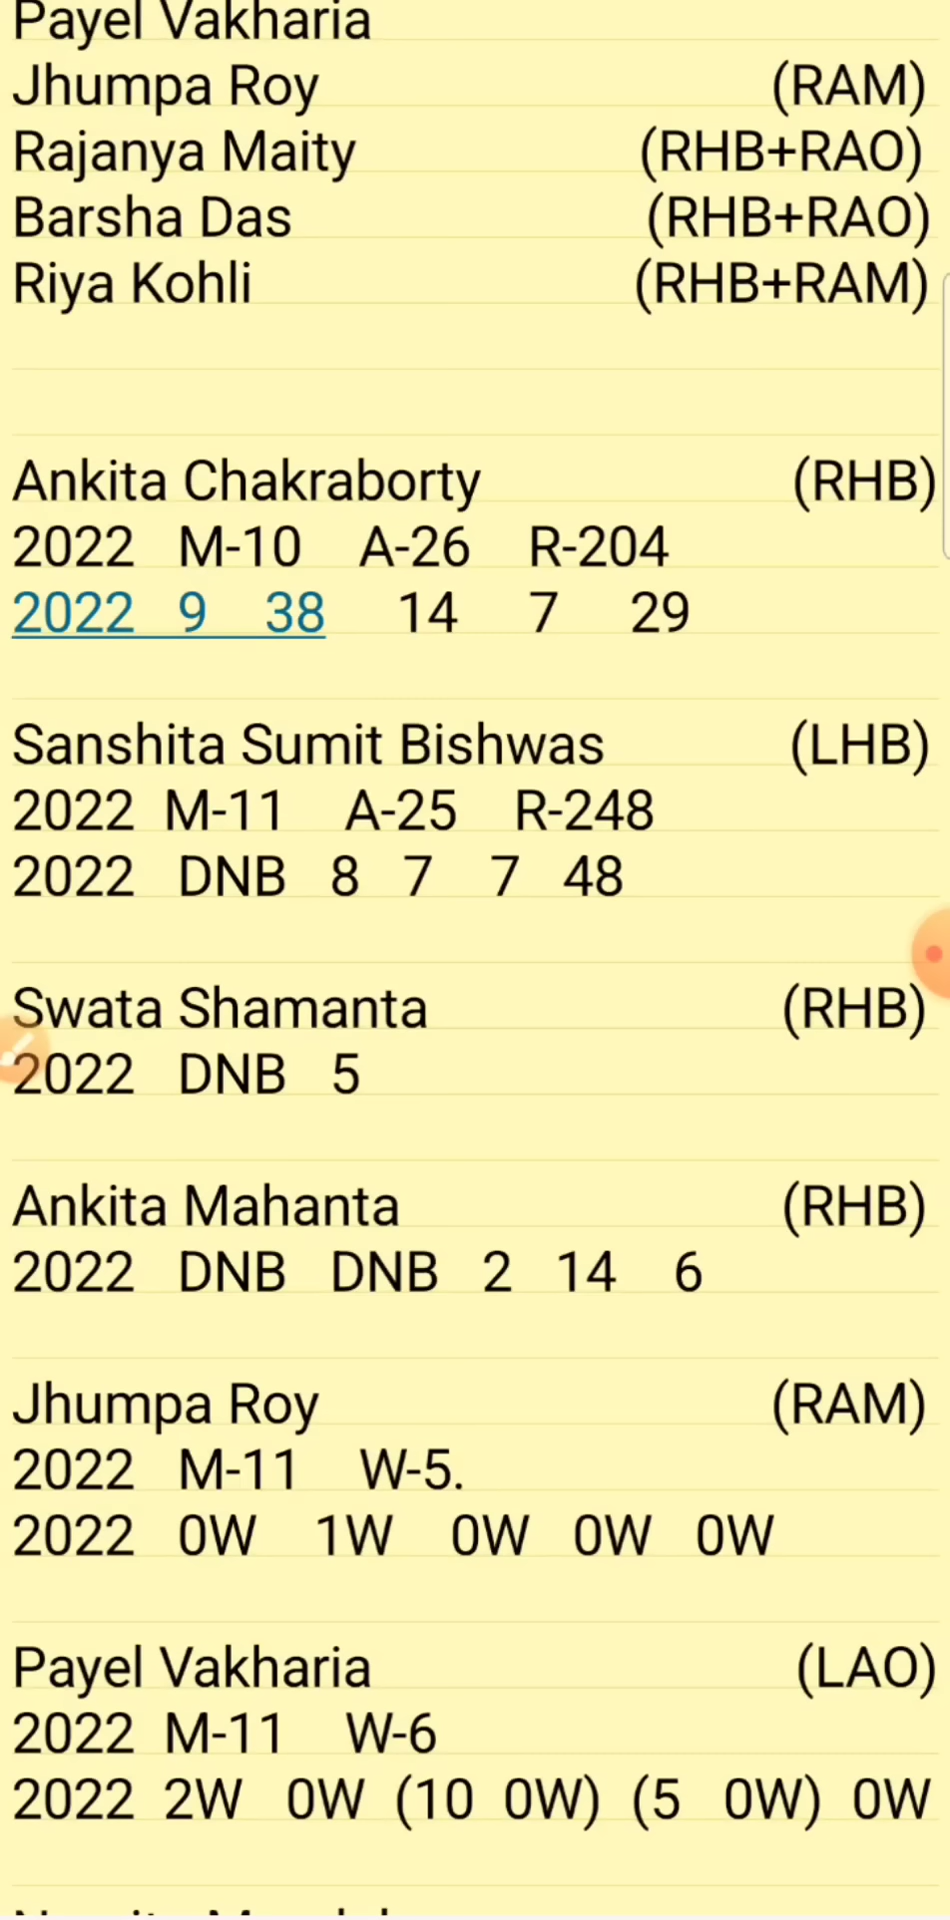 Payel Vakharia
Jhumpa Roy (RAM)
Rajanya Maity (RHB+RAO)
Barsha Das (RHB+RAO)
Riya Kohli (RHB+RAM)
Ankita Chakraborty (RHB)
2022 M-10 A-26 R-204
2022 9 38 14 7 29
Sanshita Sumit Bishwas (LHB)
2022 M-11 A-25 R-248
2022 DNB 8 7 7 48
Swata Shamanta (RHB)
2022 DNB 5
Ankita Mahanta (RHB)
2022 DNB DNB 2 14 6
Jhumpa Roy (RAM)
2022 M-11 W-5.
2022 0W 1W 0W 0W 0W
Payel Vakharia (LAO)
2022 M-11 W-6
2022 2W 0W (10 0W) (5 0W) 0W